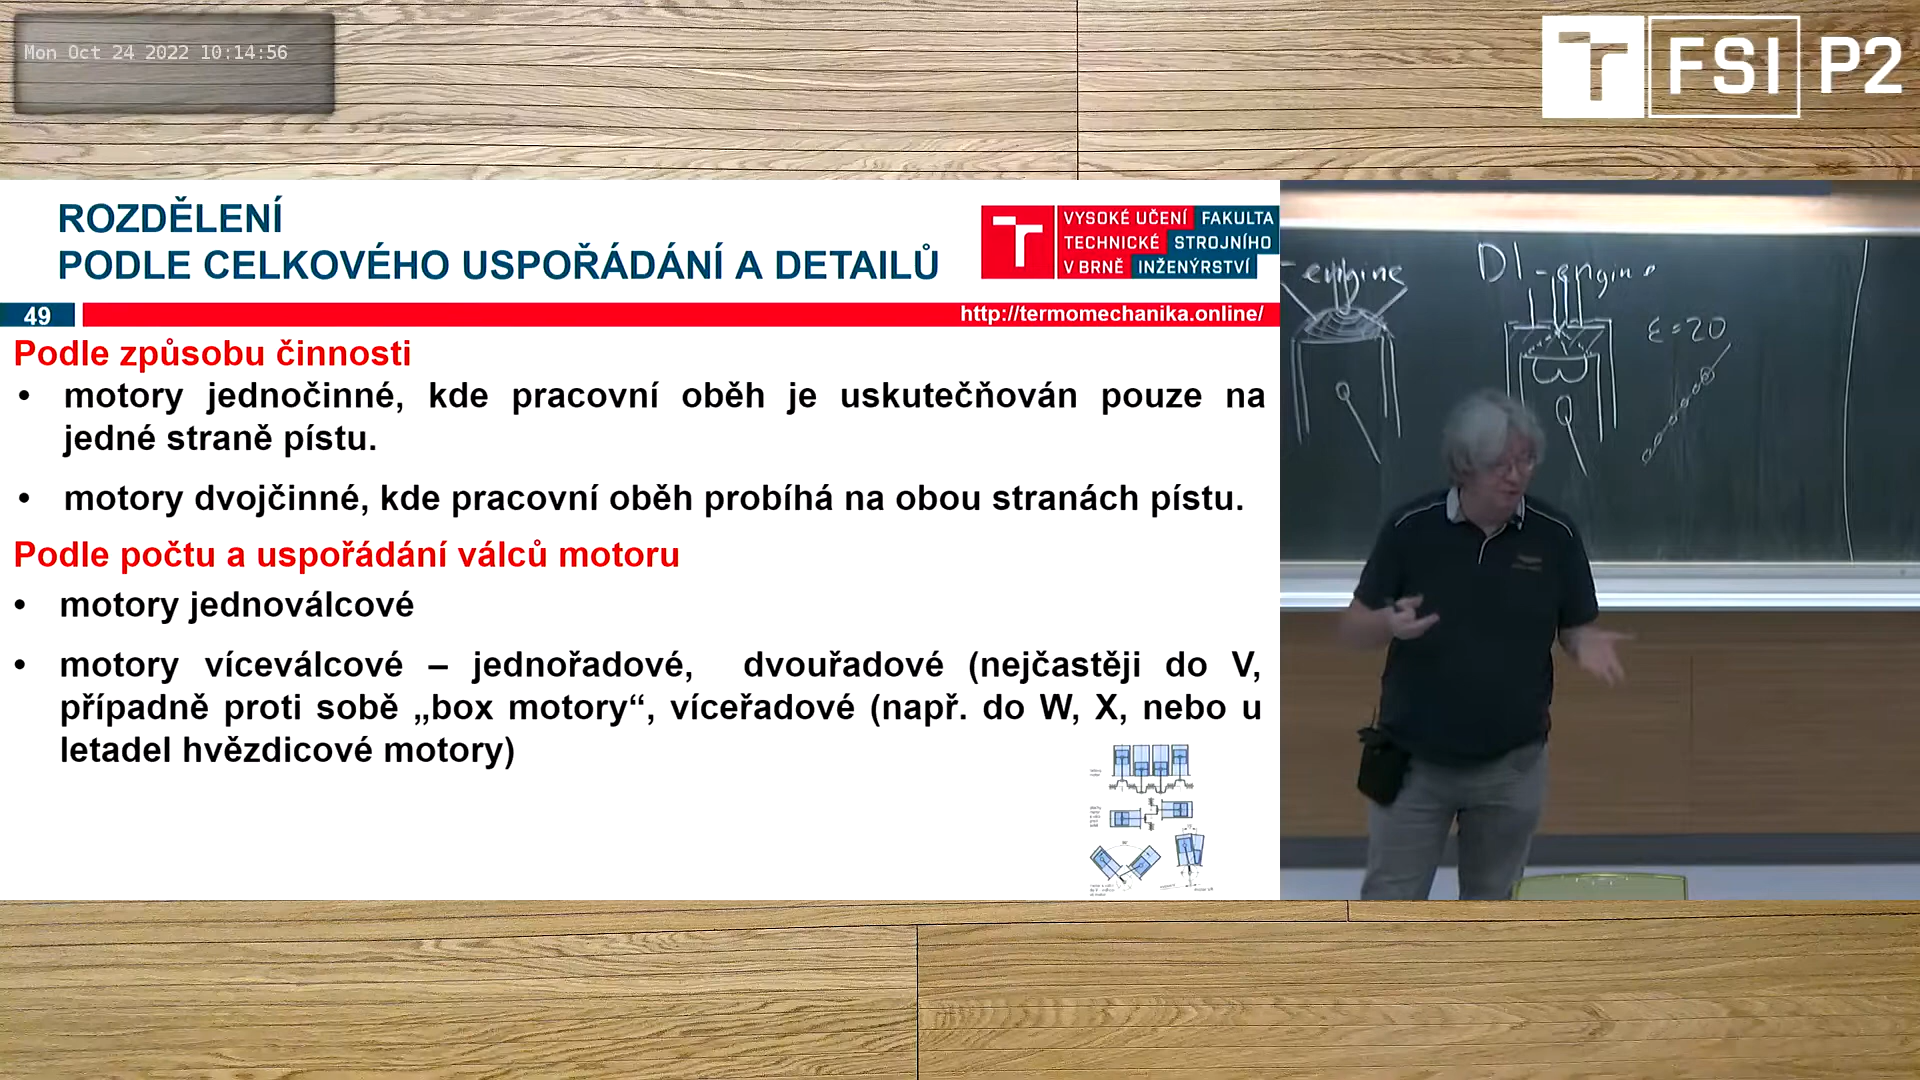 Mon Oct 24 2022 10:14:56
FSI P2
ROZDĚLENÍ
PODLE CELKOVÉHO USPOŘÁDÁNÍ A DETAILŮ
VYSOKÉ UČENÍ FAKULTA
TECHNICKÉ STROJNÍHO
V BRNĚ INŽENÝRSTVÍ
49
http://termomechanika.online/
Podle způsobu činnosti
• motory jednočinné, kde pracovní oběh je uskutečňován pouze na
jedné straně pístu.
• motory dvojčinné, kde pracovní oběh probíhá na obou stranách pístu.
Podle počtu a uspořádání válců motoru
• motory jednoválcové
• motory víceválcové – jednořadové, dvouřadové (nejčastěji do V,
případně proti sobě „box motory“, víceřadové (např. do W, X, nebo u
letadel hvězdicové motory)
-engine
DI-engine
ε=20